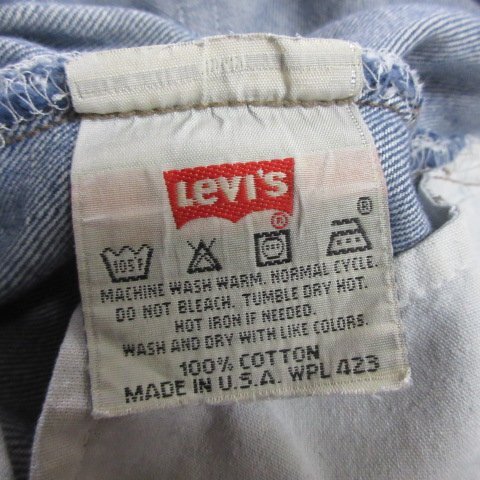 LEVI'S
®
105F
®
MACHINE WASH WARM. NORMAL CYCLE.
DO NOT BLEACH. TUMBLE DRY HOT.
HOT IRON IF NEEDED.
WASH AND DRY WITH LIKE COLORS.
100% COTTON
MADE IN U.S.A. WPL 423